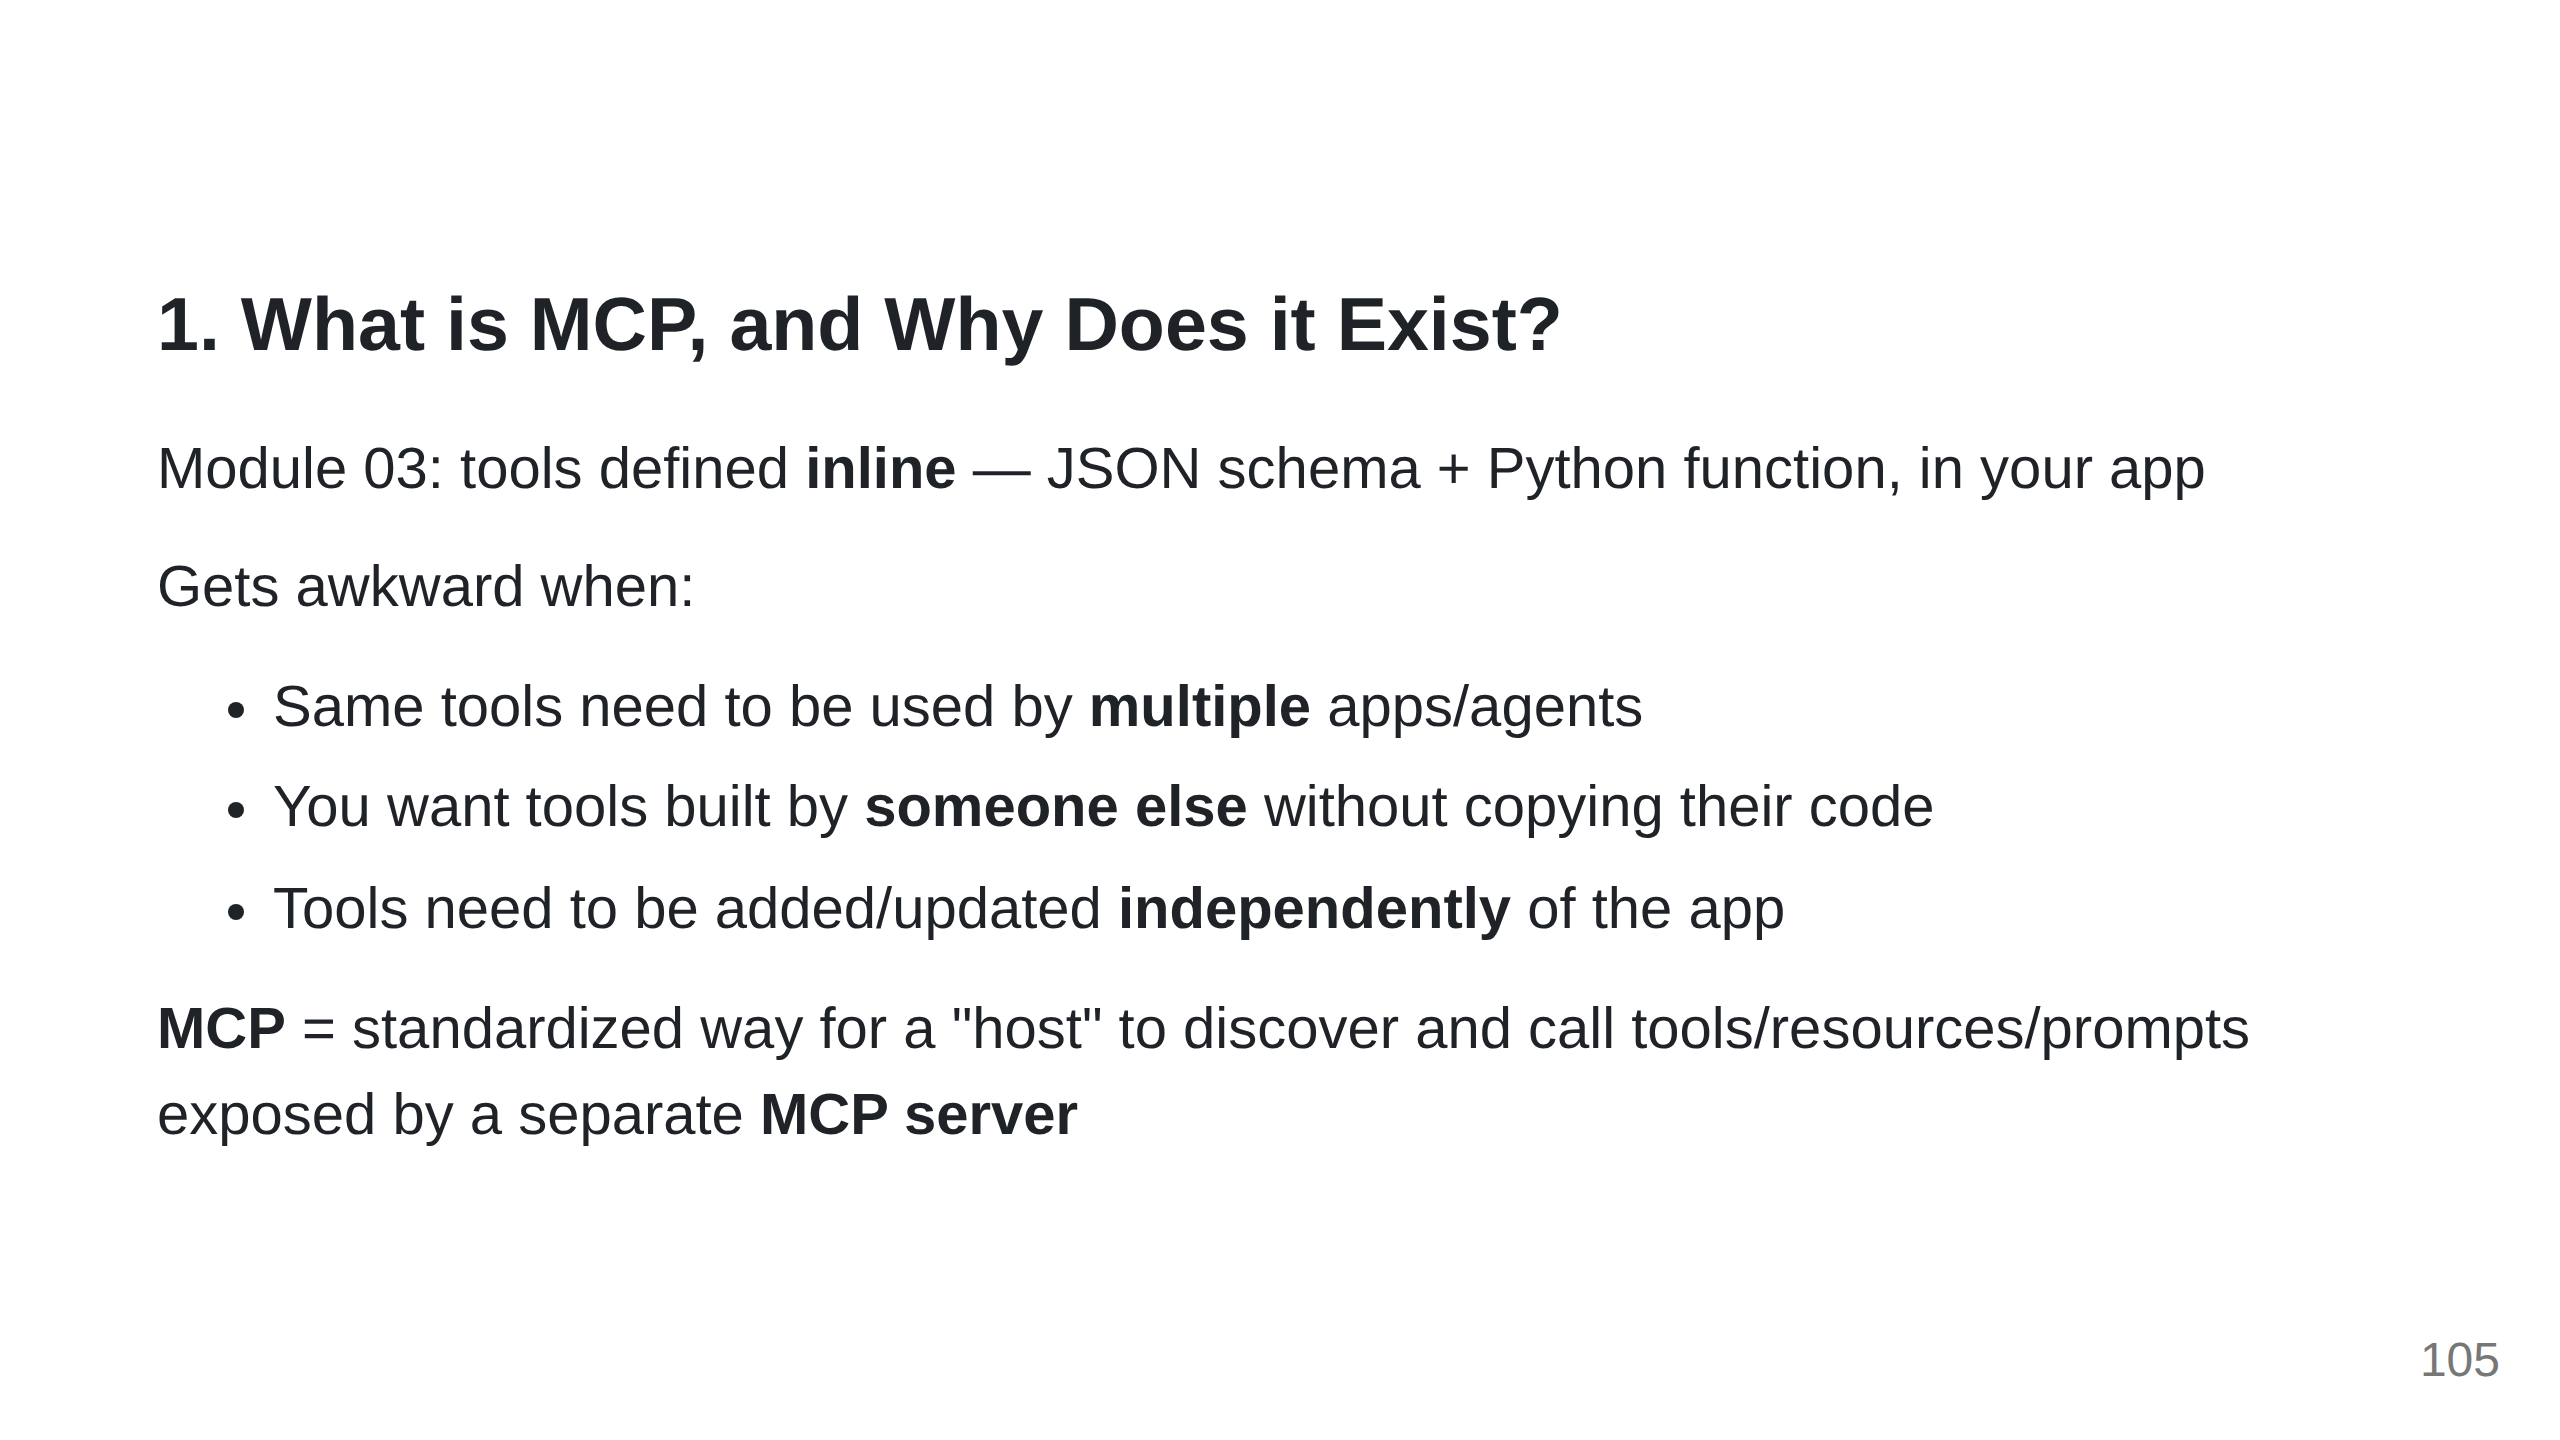 1. What is MCP, and Why Does it Exist?
Module 03: tools defined inline — JSON schema + Python function, in your app
Gets awkward when:
• Same tools need to be used by multiple apps/agents
• You want tools built by someone else without copying their code
• Tools need to be added/updated independently of the app
MCP = standardized way for a "host" to discover and call tools/resources/prompts
exposed by a separate MCP server
105